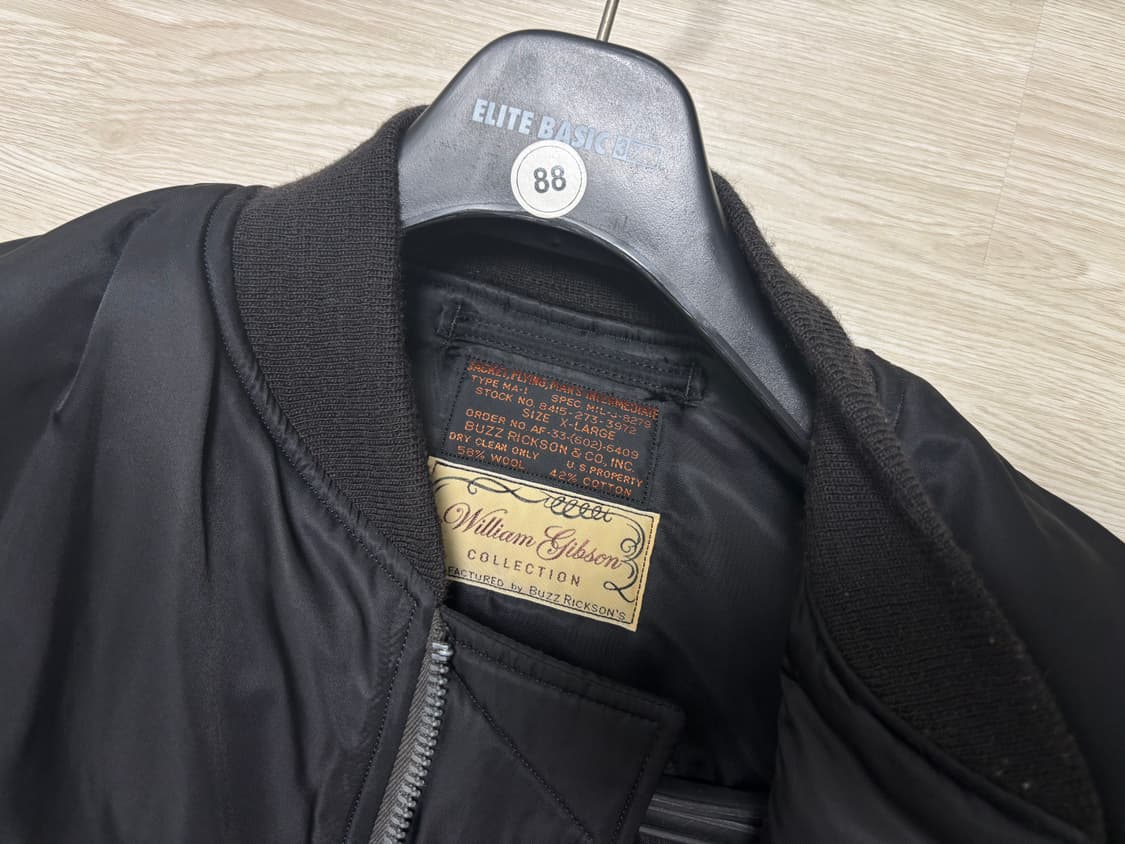 ELITE BASIC
88
JACKET, FLYING, MAN'S INTERMEDIATE
TYPE MA-1 SPEC. MIL-J-8279
STOCK NO. 8415-273-3972
SIZE X-LARGE
ORDER NO. AF-33-(602)-6409
BUZZ RICKSON & CO., INC.
DRY CLEAN ONLY U.S. PROPERTY
58% WOOL 42% COTTON
William Gibson
COLLECTION
FACTURED by BUZZ RICKSON'S